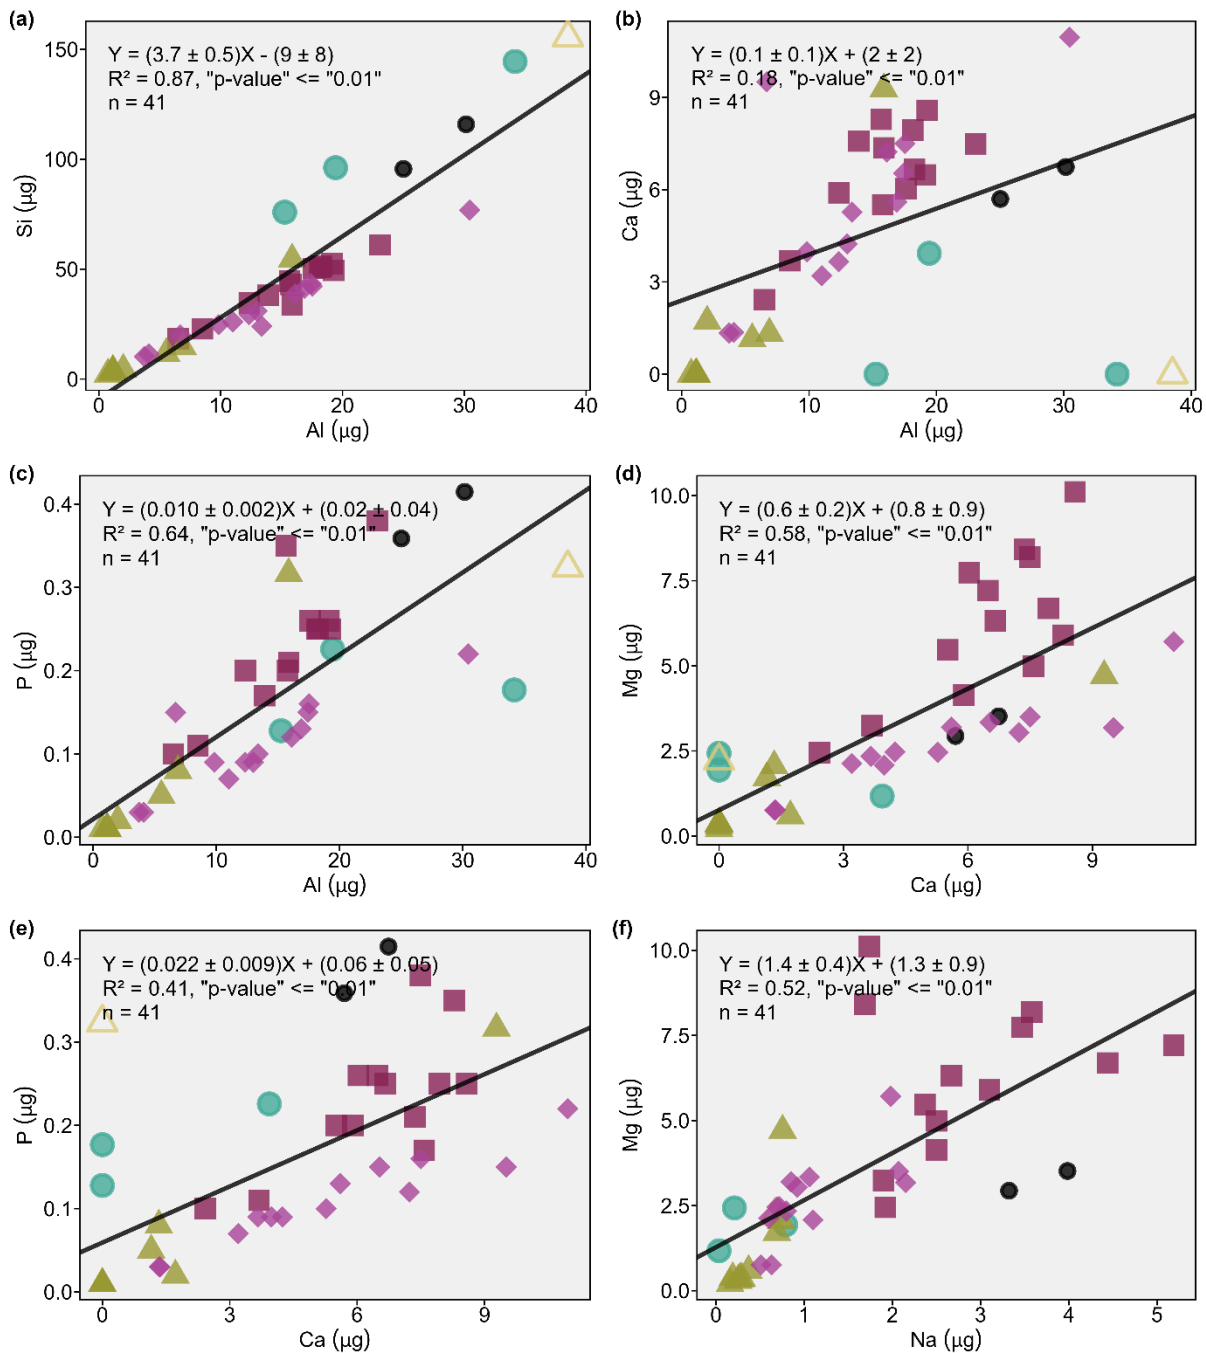 (a)
Y = (3.7 ± 0.5)X - (9 ± 8)
R² = 0.87, "p-value" <= "0.01"
n = 41
150
100
50
0
Si (µg)
0 10 20 30 40
Al (µg)
(b)
Y = (0.1 ± 0.1)X + (2 ± 2)
R² = 0.18, "p-value" <= "0.01"
n = 41
9
6
3
0
Ca (µg)
0 10 20 30 40
Al (µg)
(c)
Y = (0.010 ± 0.002)X + (0.02 ± 0.04)
R² = 0.64, "p-value" <= "0.01"
n = 41
0.4
0.3
0.2
0.1
0.0
P (µg)
0 10 20 30 40
Al (µg)
(d)
Y = (0.6 ± 0.2)X + (0.8 ± 0.9)
R² = 0.58, "p-value" <= "0.01"
n = 41
10.0
7.5
5.0
2.5
0.0
Mg (µg)
0 3 6 9
Ca (µg)
(e)
Y = (0.022 ± 0.009)X + (0.06 ± 0.05)
R² = 0.41, "p-value" <= "0.01"
n = 41
0.4
0.3
0.2
0.1
0.0
P (µg)
0 3 6 9
Ca (µg)
(f)
Y = (1.4 ± 0.4)X + (1.3 ± 0.9)
R² = 0.52, "p-value" <= "0.01"
n = 41
10.0
7.5
5.0
2.5
0.0
Mg (µg)
0 1 2 3 4 5
Na (µg)